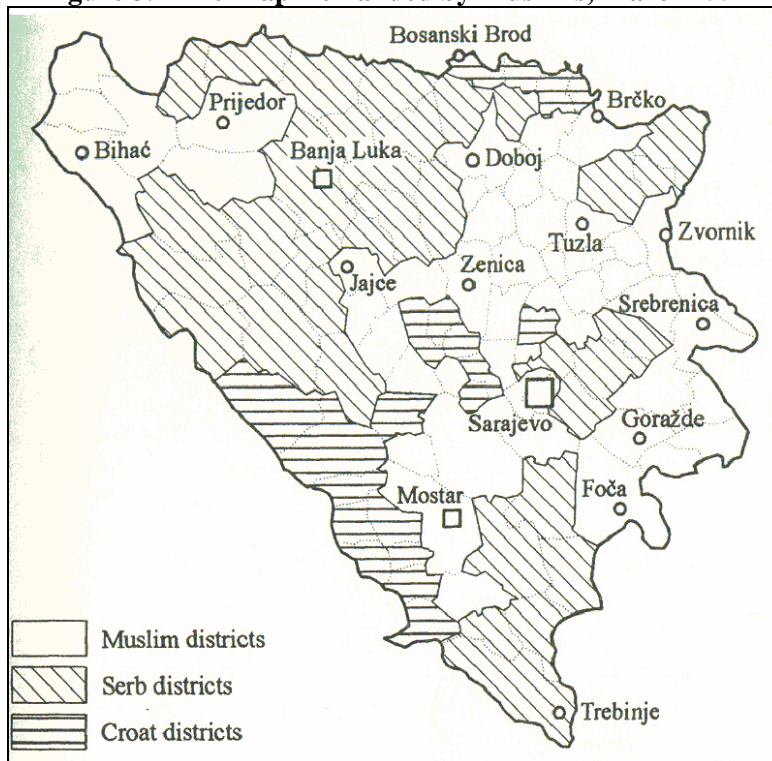 Bosanski Brod
Prijedor
Brčko
Bihać
Banja Luka
Doboj
Tuzla
Zvornik
Jajce
Zenica
Srebrenica
Sarajevo
Goražde
Mostar
Foča
Muslim districts
Serb districts
Croat districts
Trebinje